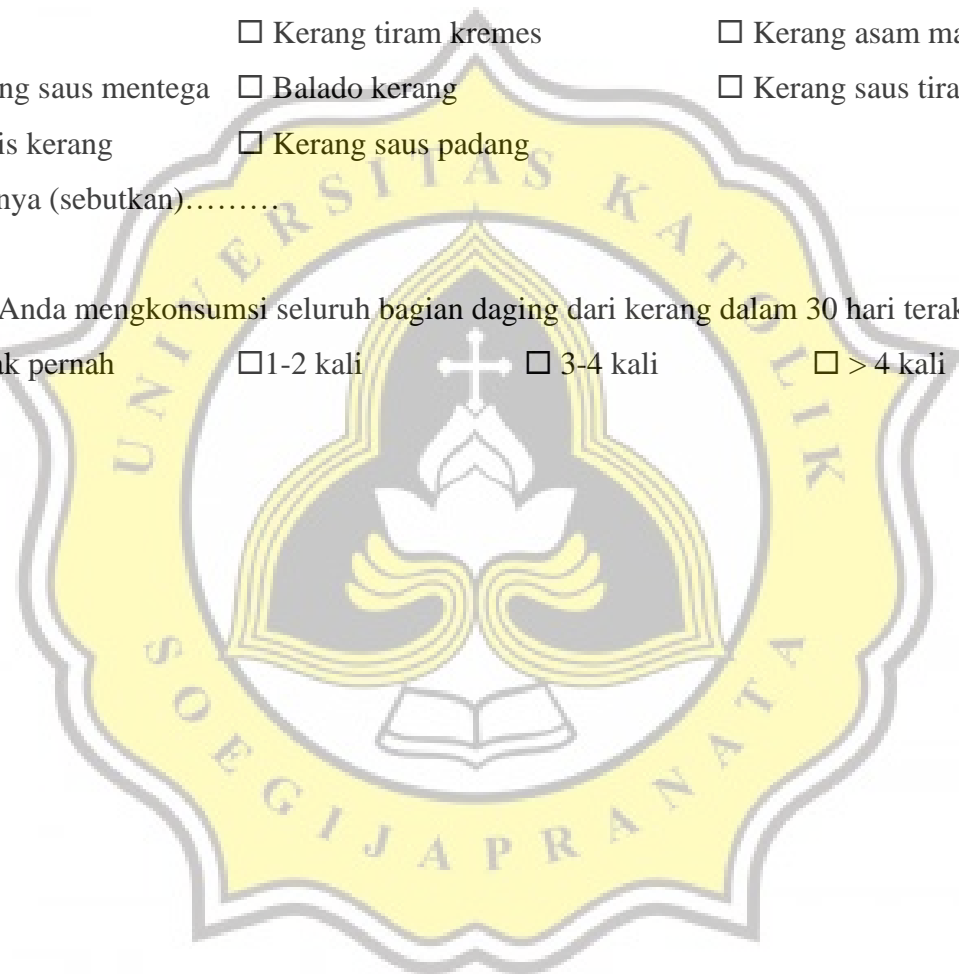 ☐ Kerang tiram kremes ☐ Kerang asam ma
ng saus mentega ☐ Balado kerang ☐ Kerang saus tira
is kerang ☐ Kerang saus padang
nya (sebutkan).........
Anda mengkonsumsi seluruh bagian daging dari kerang dalam 30 hari terak
ak pernah ☐1-2 kali ☐ 3-4 kali ☐ > 4 kali
UNIVERSITAS KATOLIK
SOEGIJAPRANATA